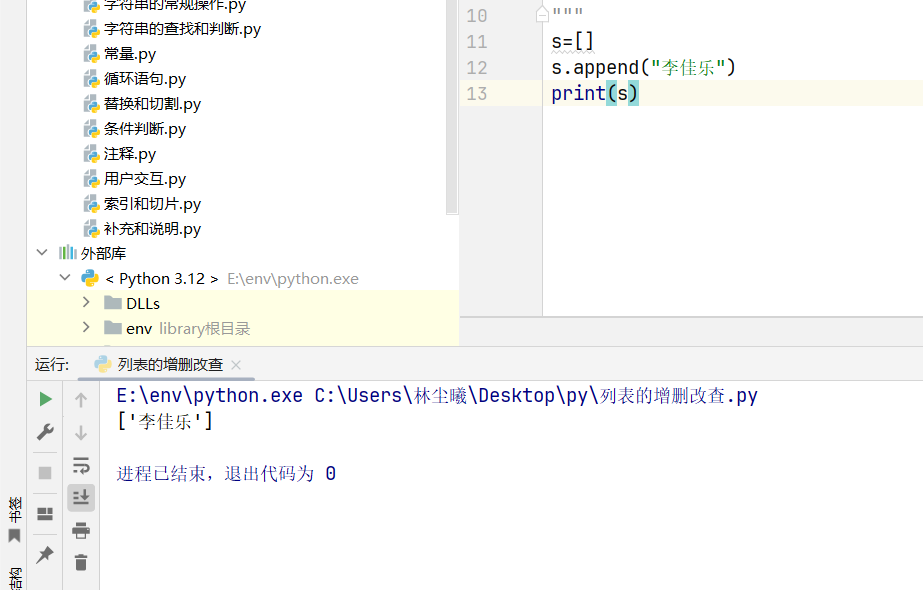 字符串的常规操作.py
字符串的查找和判断.py
常量.py
循环语句.py
替换和切割.py
条件判断.py
注释.py
用户交互.py
索引和切片.py
补充和说明.py
外部库
< Python 3.12 > E:\env\python.exe
DLLs
env library根目录
10 """
11 s=[]
12 s.append("李佳乐")
13 print(s)
运行: 列表的增删改查
E:\env\python.exe C:\Users\林尘曦\Desktop\py\列表的增删改查.py
['李佳乐']
进程已结束，退出代码为 0
书签
结构